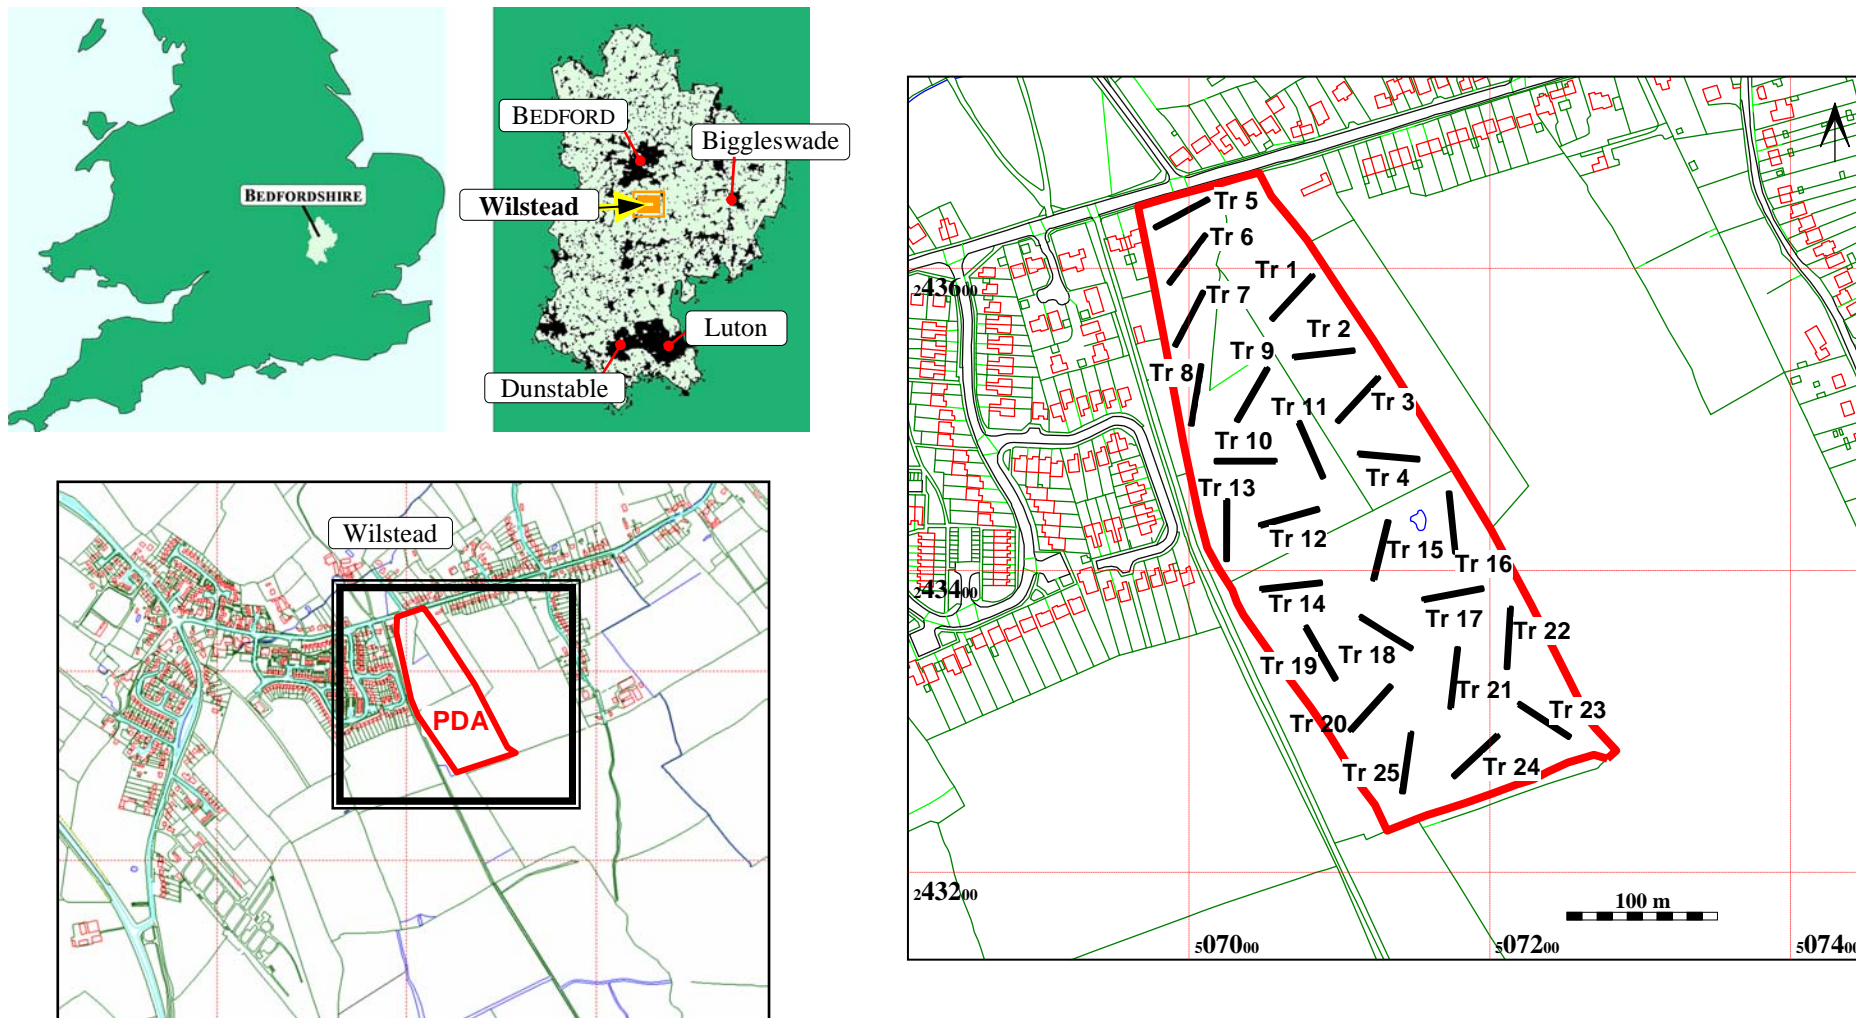 BEDFORDSHIRE
BEDFORD
Biggleswade
Wilstead
Luton
Dunstable
Wilstead
PDA
Tr 5
Tr 6
Tr 1
Tr 7
Tr 2
Tr 9
Tr 8
Tr 3
Tr 11
Tr 10
Tr 4
Tr 13
Tr 12
Tr 15
Tr 16
Tr 14
Tr 17
Tr 22
Tr 18
Tr 19
Tr 21
Tr 23
Tr 20
Tr 24
Tr 25
243600
243400
243200
100 m
507000
507200
507400